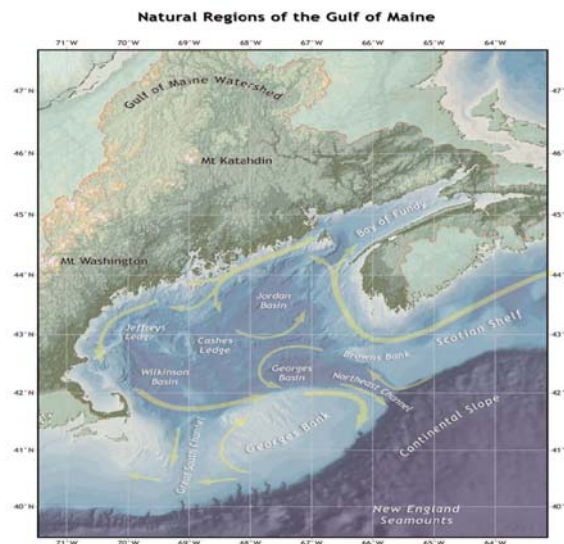 Natural Regions of the Gulf of Maine
71°W 70°W 69°W 68°W 67°W 66°W 65°W 64°W
47°N 47°N
Gulf of Maine Watershed
46°N 46°N
Mt Katahdin
45°N 45°N
Bay of Fundy
Mt Washington
44°N 44°N
Jordan
Basin
Scotian Shelf
Jeffreys
Ledge
43°N 43°N
Cashes
Ledge
Browns Bank
Georges
Basin
Wilkinson
Basin
Northeast Channel
42°N 42°N
Continental Slope
Georges Bank
Great South Channel
41°N 41°N
40°N 40°N
New England
Seamounts
71°W 70°W 69°W 68°W 67°W 66°W 65°W 64°W